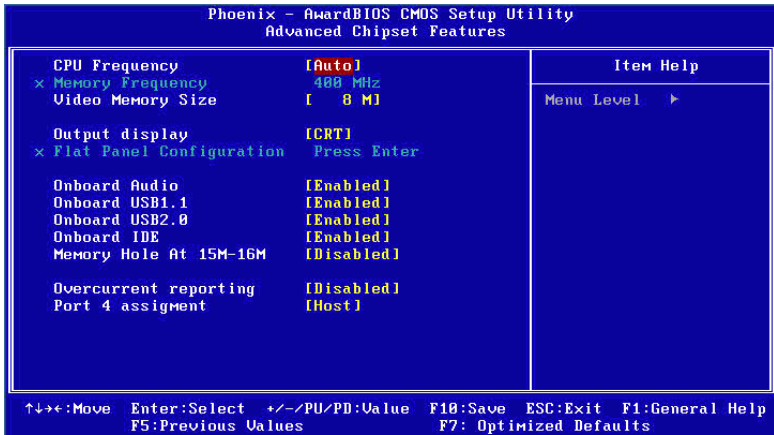 Phoenix - AwardBIOS CMOS Setup Utility
Advanced Chipset Features
CPU Frequency [Auto]
x Memory Frequency 400 MHz
Video Memory Size [ 8 M]
Output display [CRT]
x Flat Panel Configuration Press Enter
Onboard Audio [Enabled]
Onboard USB1.1 [Enabled]
Onboard USB2.0 [Enabled]
Onboard IDE [Enabled]
Memory Hole At 15M-16M [Disabled]
Overcurrent reporting [Disabled]
Port 4 assigment [Host]
Item Help
Menu Level ►
↑↓→←:Move Enter:Select +/-/PU/PD:Value F10:Save ESC:Exit F1:General Help
F5:Previous Values F7: Optimized Defaults